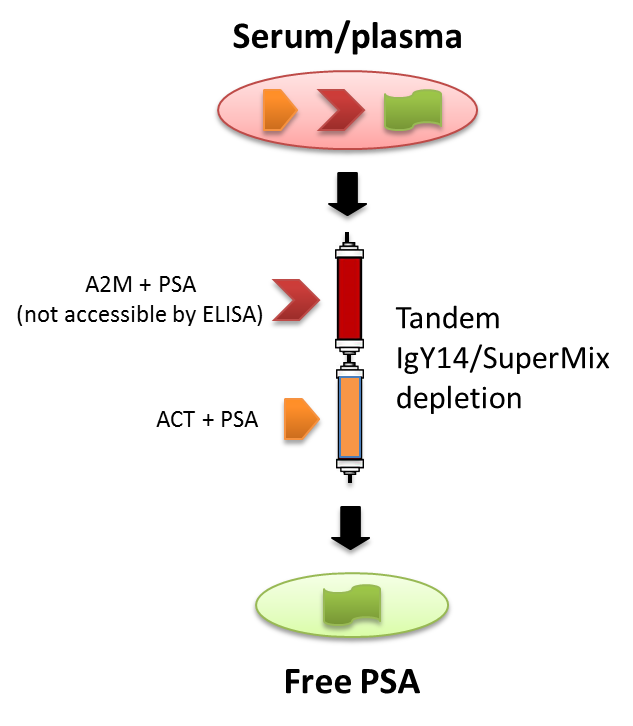 Serum/plasma
A2M + PSA
(not accessible by ELISA)
Tandem
IgY14/SuperMix
depletion
ACT + PSA
Free PSA